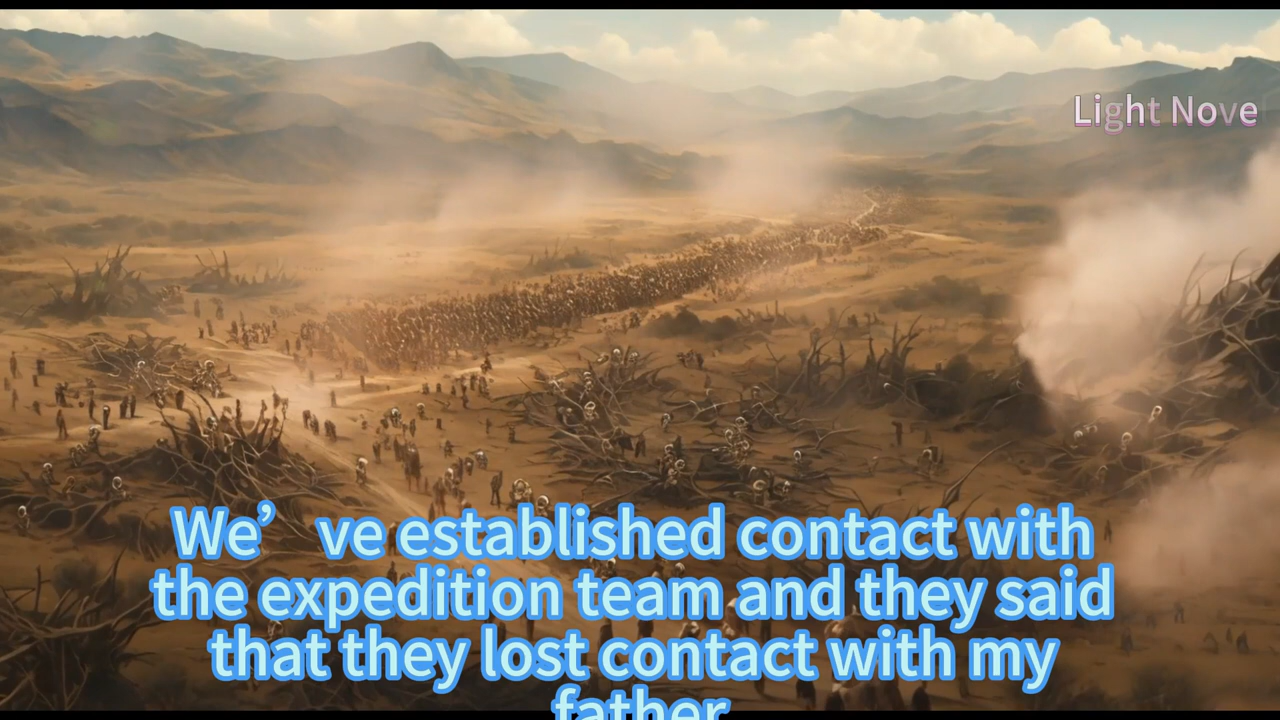 Light Nove
We’ ve established contact with
the expedition team and they said
that they lost contact with my
father